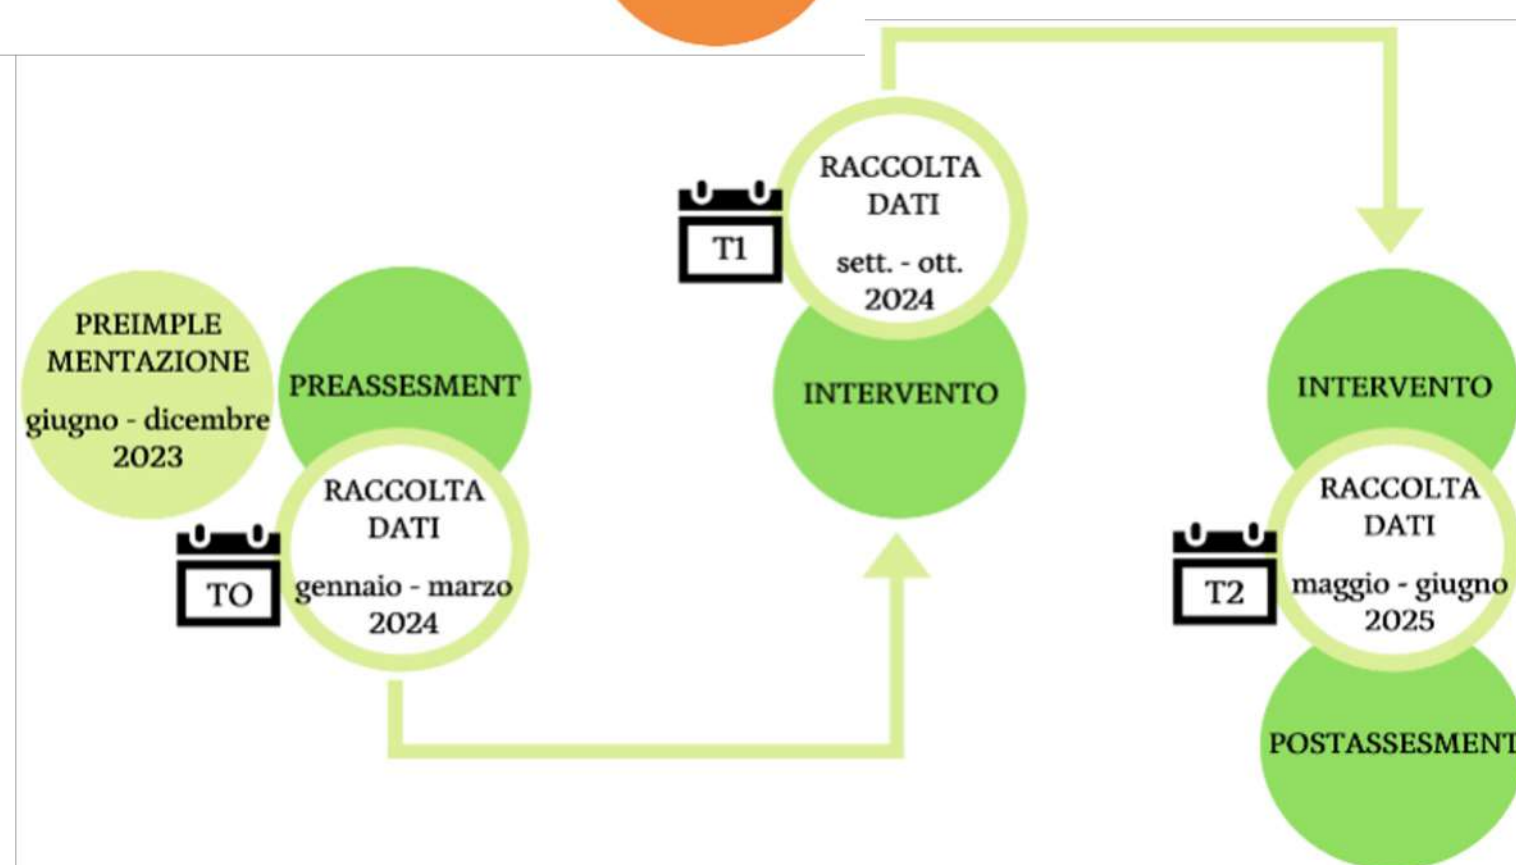 PREIMPLE
MENTAZIONE
giugno - dicembre
2023
PREASSESMENT
TO
RACCOLTA
DATI
gennaio - marzo
2024
T1
RACCOLTA
DATI
sett. - ott.
2024
INTERVENTO
INTERVENTO
T2
RACCOLTA
DATI
maggio - giugno
2025
POSTASSESMENT